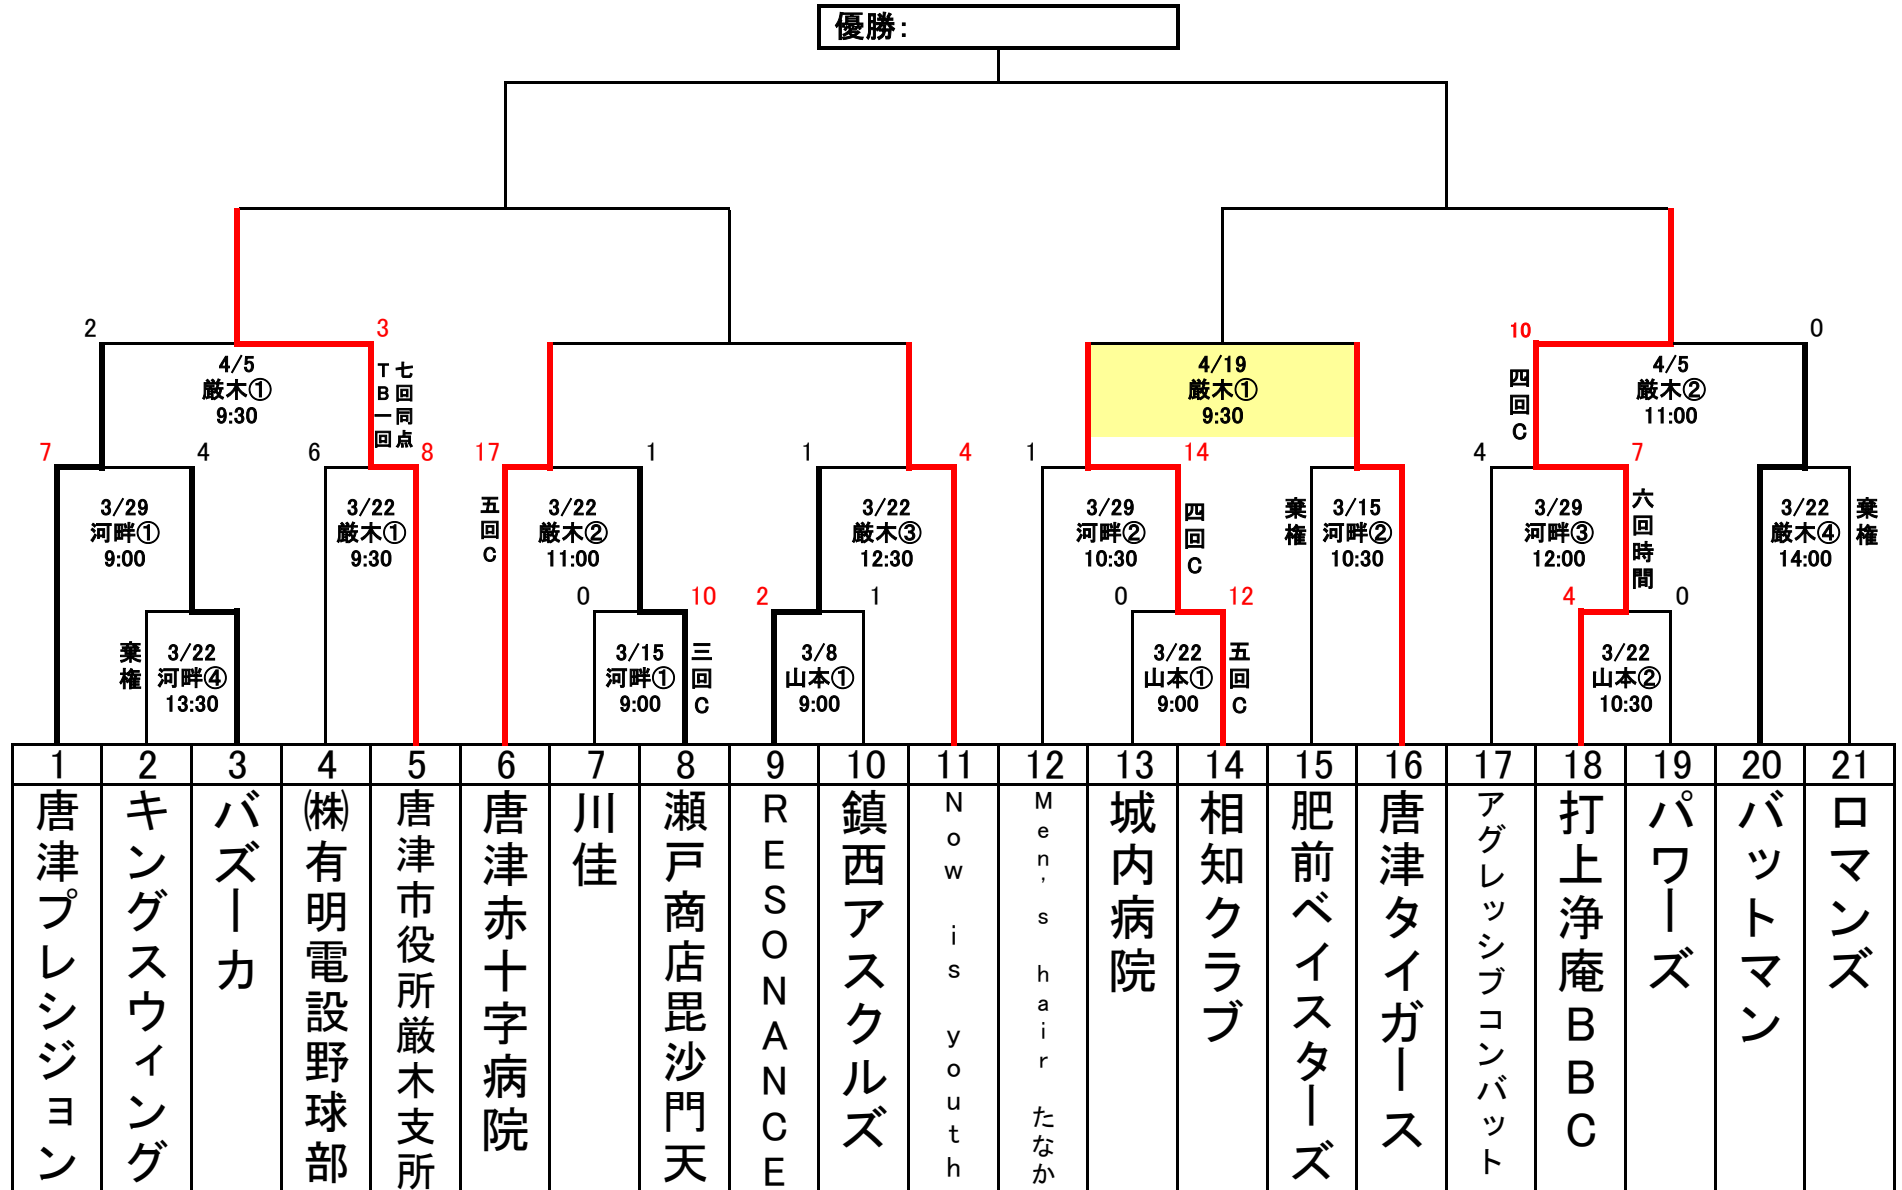 優勝:
2
3
10
0
4/5
厳木①
9:30
七回同点
TB一回
4/19
厳木①
9:30
四回C
4/5
厳木②
11:00
7
4
6
8
17
1
1
4
1
14
4
7
3/29
河畔①
9:00
3/22
厳木①
9:30
五回C
3/22
厳木②
11:00
3/22
厳木③
12:30
3/29
河畔②
10:30
四回C
棄権
3/15
河畔②
10:30
3/29
河畔③
12:00
六回時間
3/22
厳木④
14:00
棄権
0
10
2
1
0
12
4
0
棄権
3/22
河畔④
13:30
3/15
河畔①
9:00
三回C
3/8
山本①
9:00
3/22
山本①
9:00
五回C
3/22
山本②
10:30
1 2 3 4 5 6 7 8 9 10 11 12 13 14 15 16 17 18 19 20 21
唐津プレシジョン
キングスウィング
バズーカ
㈱有明電設野球部
唐津市役所厳木支所
唐津赤十字病院
川佳
瀬戸商店毘沙門天
RESONANCE
鎮西アスクルズ
Now is youth
Men's hair たなか
城内病院
相知クラブ
肥前ベイスターズ
唐津タイガース
アグレッシブコンバット
打上浄庵BBC
パワーズ
バットマン
ロマンズ